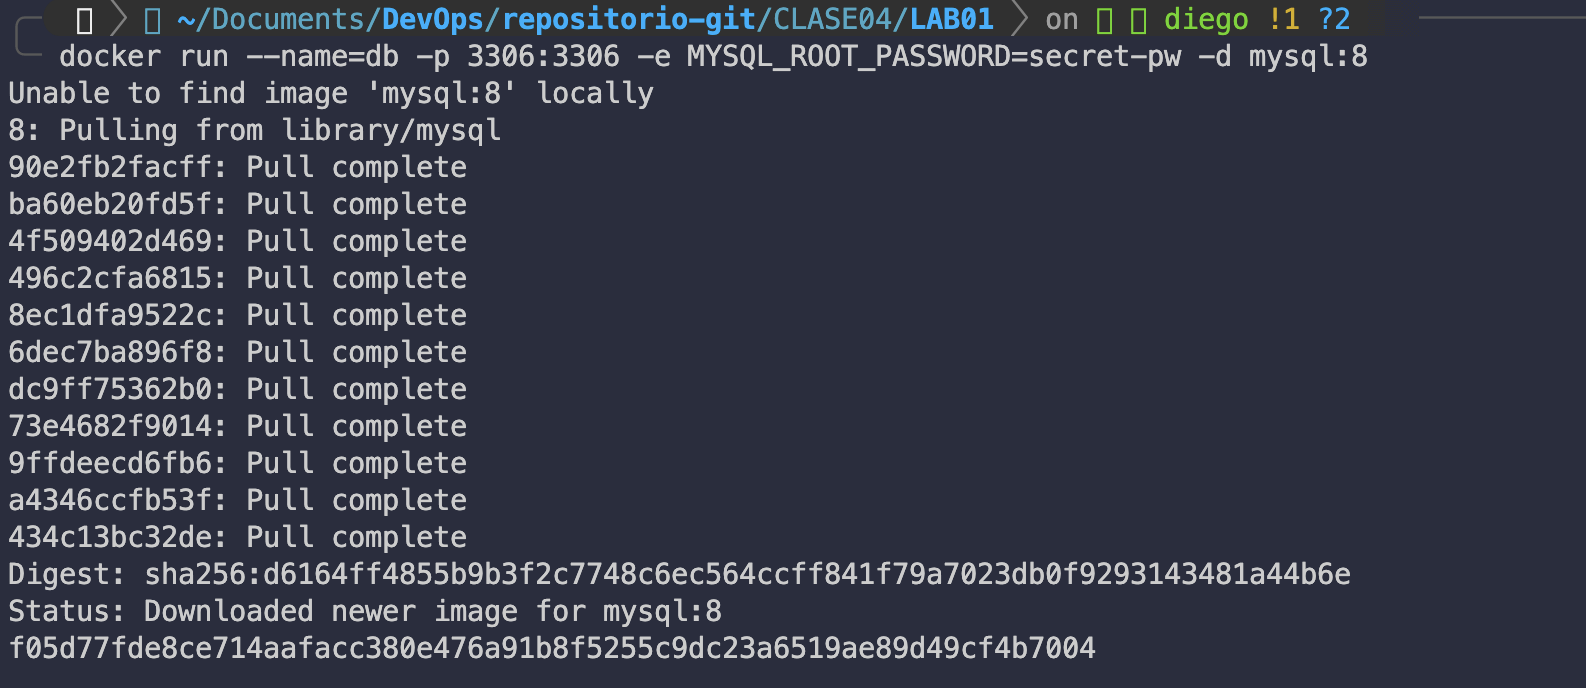 ~/Documents/DevOps/repositorio-git/CLASE04/LAB01 on diego !1 ?2
docker run --name=db -p 3306:3306 -e MYSQL_ROOT_PASSWORD=secret-pw -d mysql:8
Unable to find image 'mysql:8' locally
8: Pulling from library/mysql
90e2fb2facff: Pull complete
ba60eb20fd5f: Pull complete
4f509402d469: Pull complete
496c2cfa6815: Pull complete
8ec1dfa9522c: Pull complete
6dec7ba896f8: Pull complete
dc9ff75362b0: Pull complete
73e4682f9014: Pull complete
9ffdeecd6fb6: Pull complete
a4346ccfb53f: Pull complete
434c13bc32de: Pull complete
Digest: sha256:d6164ff4855b9b3f2c7748c6ec564ccff841f79a7023db0f9293143481a44b6e
Status: Downloaded newer image for mysql:8
f05d77fde8ce714aafacc380e476a91b8f5255c9dc23a6519ae89d49cf4b7004